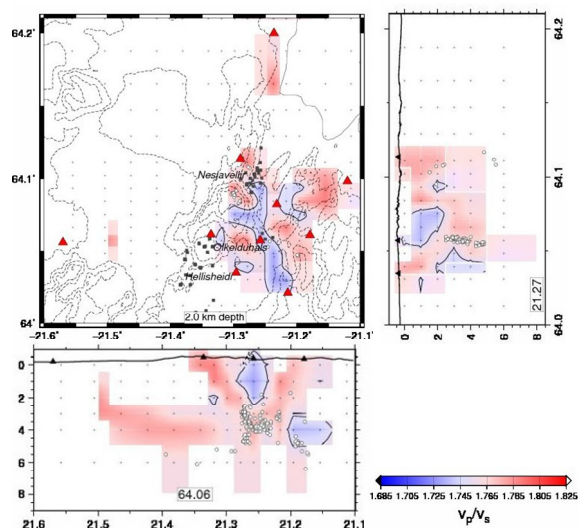 64.2'
64.1'
64'
Nesjavellir
Olkelduhals
Hellisheidi
2.0 km depth
-21.6' -21.5' -21.4' -21.3' -21.2' -21.1'
64.2
64.1
64.0
0 2 4 6 8
21.27
0
2
4
6
8
64.06
21.6 21.5 21.4 21.3 21.2 21.1
1.685 1.705 1.725 1.765 1.785 1.805 1.825
vp/vs